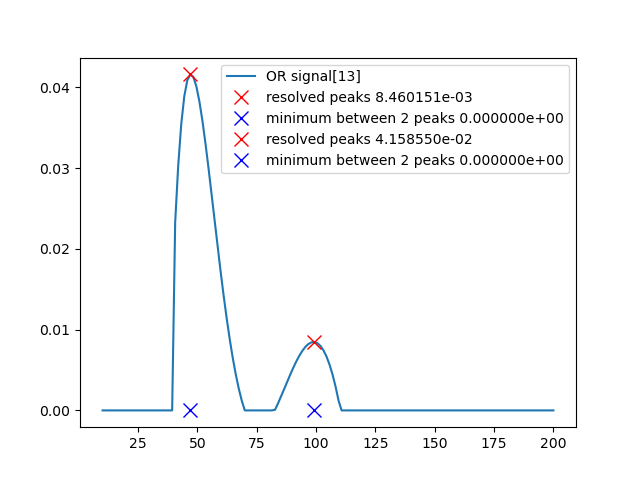 OR signal[13]
resolved peaks 8.460151e-03
minimum between 2 peaks 0.000000e+00
resolved peaks 4.158550e-02
minimum between 2 peaks 0.000000e+00
0.04
0.03
0.02
0.01
0.00
25 50 75 100 125 150 175 200